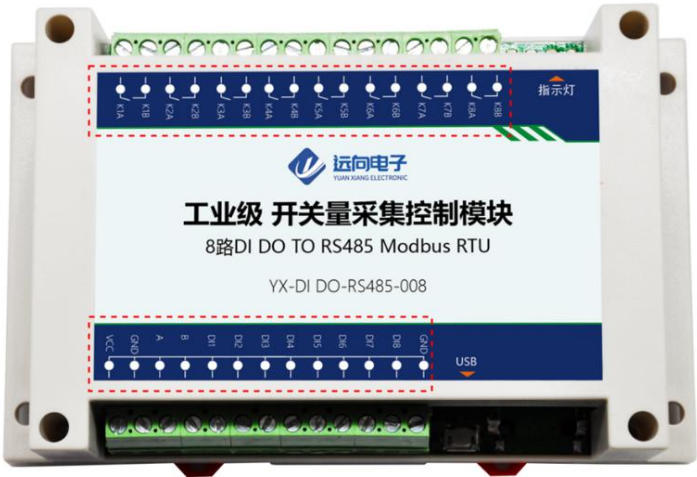 K1A K1B K2A K2B K3A K3B K4A K4B K5A K5B K6A K6B K7A K7B K8A K8B
指示灯
远向电子
YUAN XIANG ELECTRONIC
工业级 开关量采集控制模块
8路DI DO TO RS485 Modbus RTU
YX-DI DO-RS485-008
VCC GND A B DI1 DI2 DI3 DI4 DI5 DI6 DI7 DI8 GND
USB